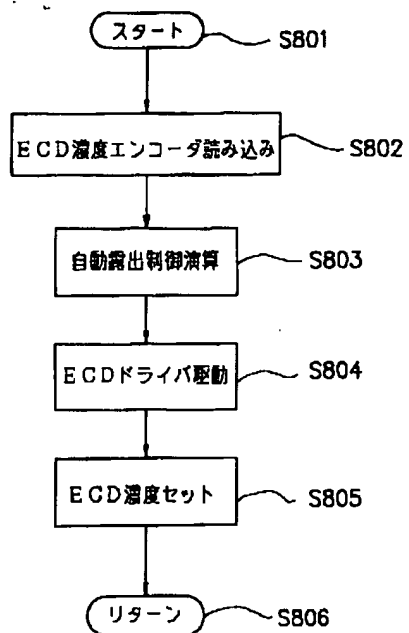 スタート
S801
ECD濃度エンコーダ読み込み
S802
自動露出制御演算
S803
ECDドライバ駆動
S804
ECD濃度セット
S805
リターン
S806